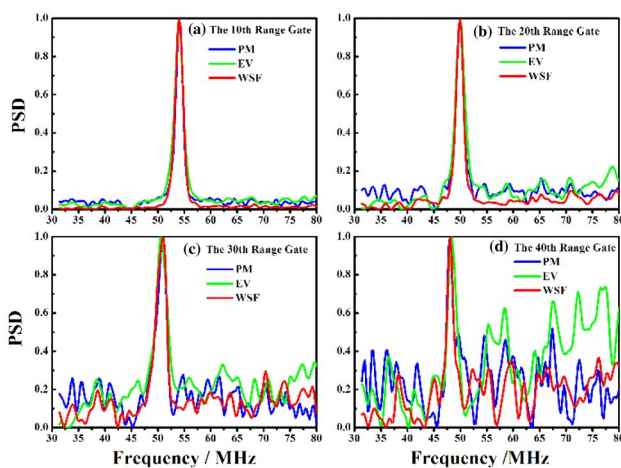 (a) The 10th Range Gate
PM
EV
WSF
PSD
1.0
0.8
0.6
0.4
0.2
0.0
30 35 40 45 50 55 60 65 70 75 80
(b) The 20th Range Gate
PM
EV
WSF
1.0
0.8
0.6
0.4
0.2
0.0
30 35 40 45 50 55 60 65 70 75 80
(c) The 30th Range Gate
PM
EV
WSF
PSD
1.0
0.8
0.6
0.4
0.2
0.0
30 35 40 45 50 55 60 65 70 75 80
Frequency / MHz
(d) The 40th Range Gate
PM
EV
WSF
1.0
0.8
0.6
0.4
0.2
0.0
30 35 40 45 50 55 60 65 70 75 80
Frequency /MHz